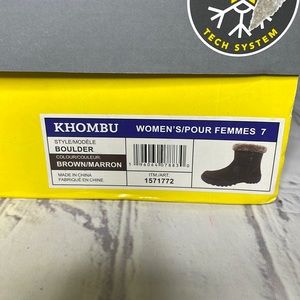 TECH SYSTEM
KHOMBU WOMEN'S/POUR FEMMES 7
STYLE/MODÈLE
BOULDER
COLOUR/COULEUR:
BROWN/MARRON
MADE IN CHINA
FABRIQUÉ EN CHINE
ITM./ART.
1571772